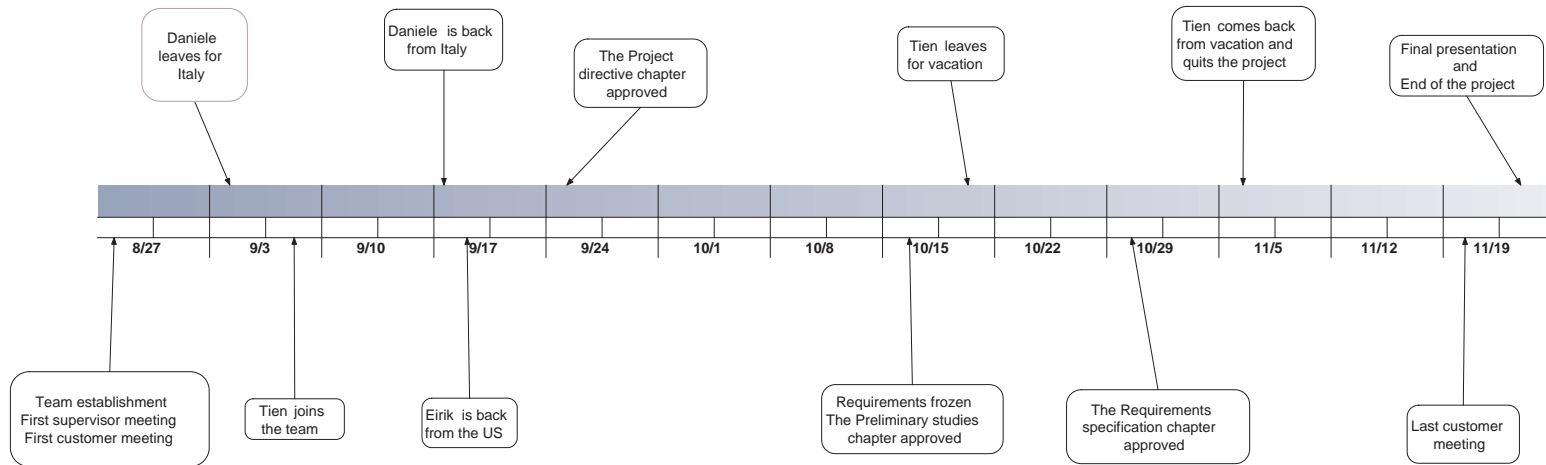 Daniele
leaves for
Italy
Daniele is back
from Italy
The Project
directive chapter
approved
Tien leaves
for vacation
Tien comes back
from vacation and
quits the project
Final presentation
and
End of the project
8/27
9/3
9/10
9/17
9/24
10/1
10/8
10/15
10/22
10/29
11/5
11/12
11/19
Team establishment
First supervisor meeting
First customer meeting
Tien joins
the team
Eirik is back
from the US
Requirements frozen
The Preliminary studies
chapter approved
The Requirements
specification chapter
approved
Last customer
meeting